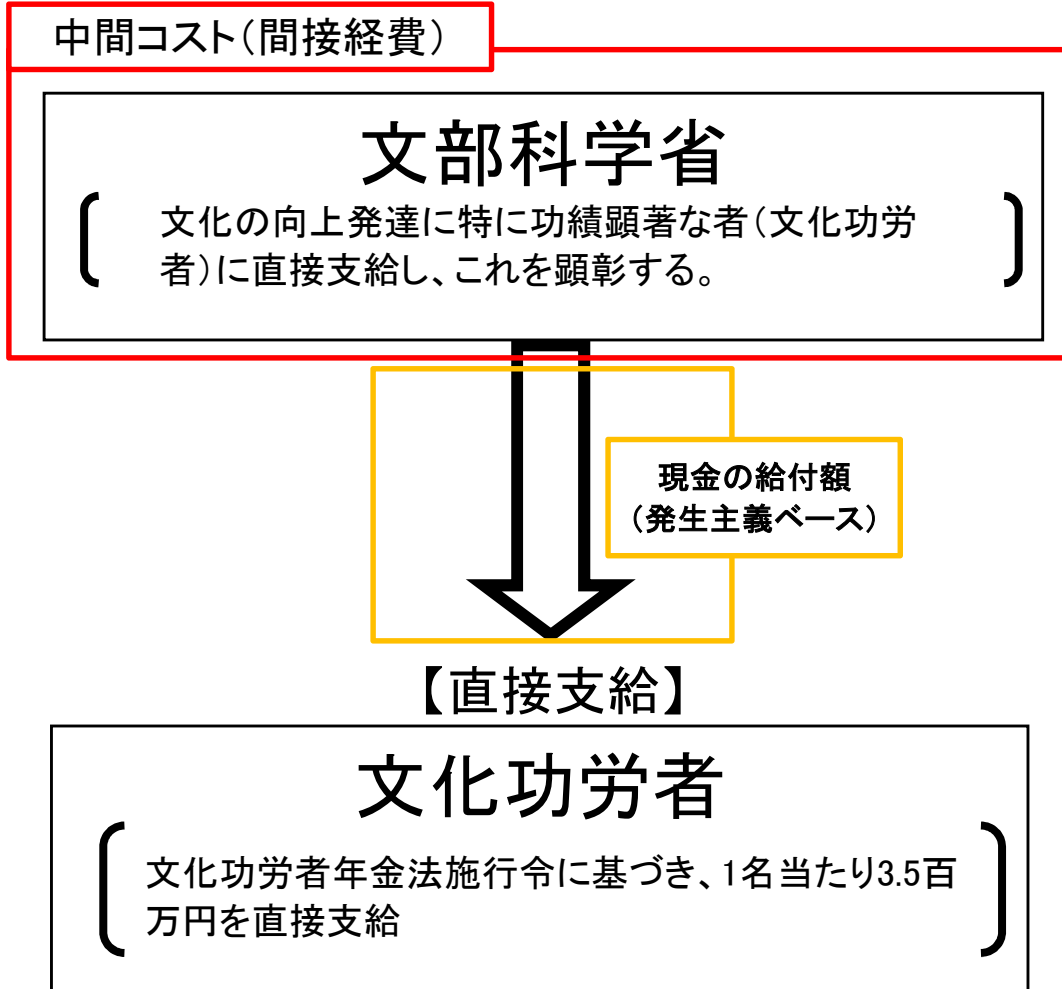 中間コスト（間接経費）
文部科学省
文化の向上発達に特に功績顕著な者（文化功労
者）に直接支給し、これを顕彰する。
現金の給付額
（発生主義ベース）
【直接支給】
文化功労者
文化功労者年金法施行令に基づき、1名当たり3.5百
万円を直接支給